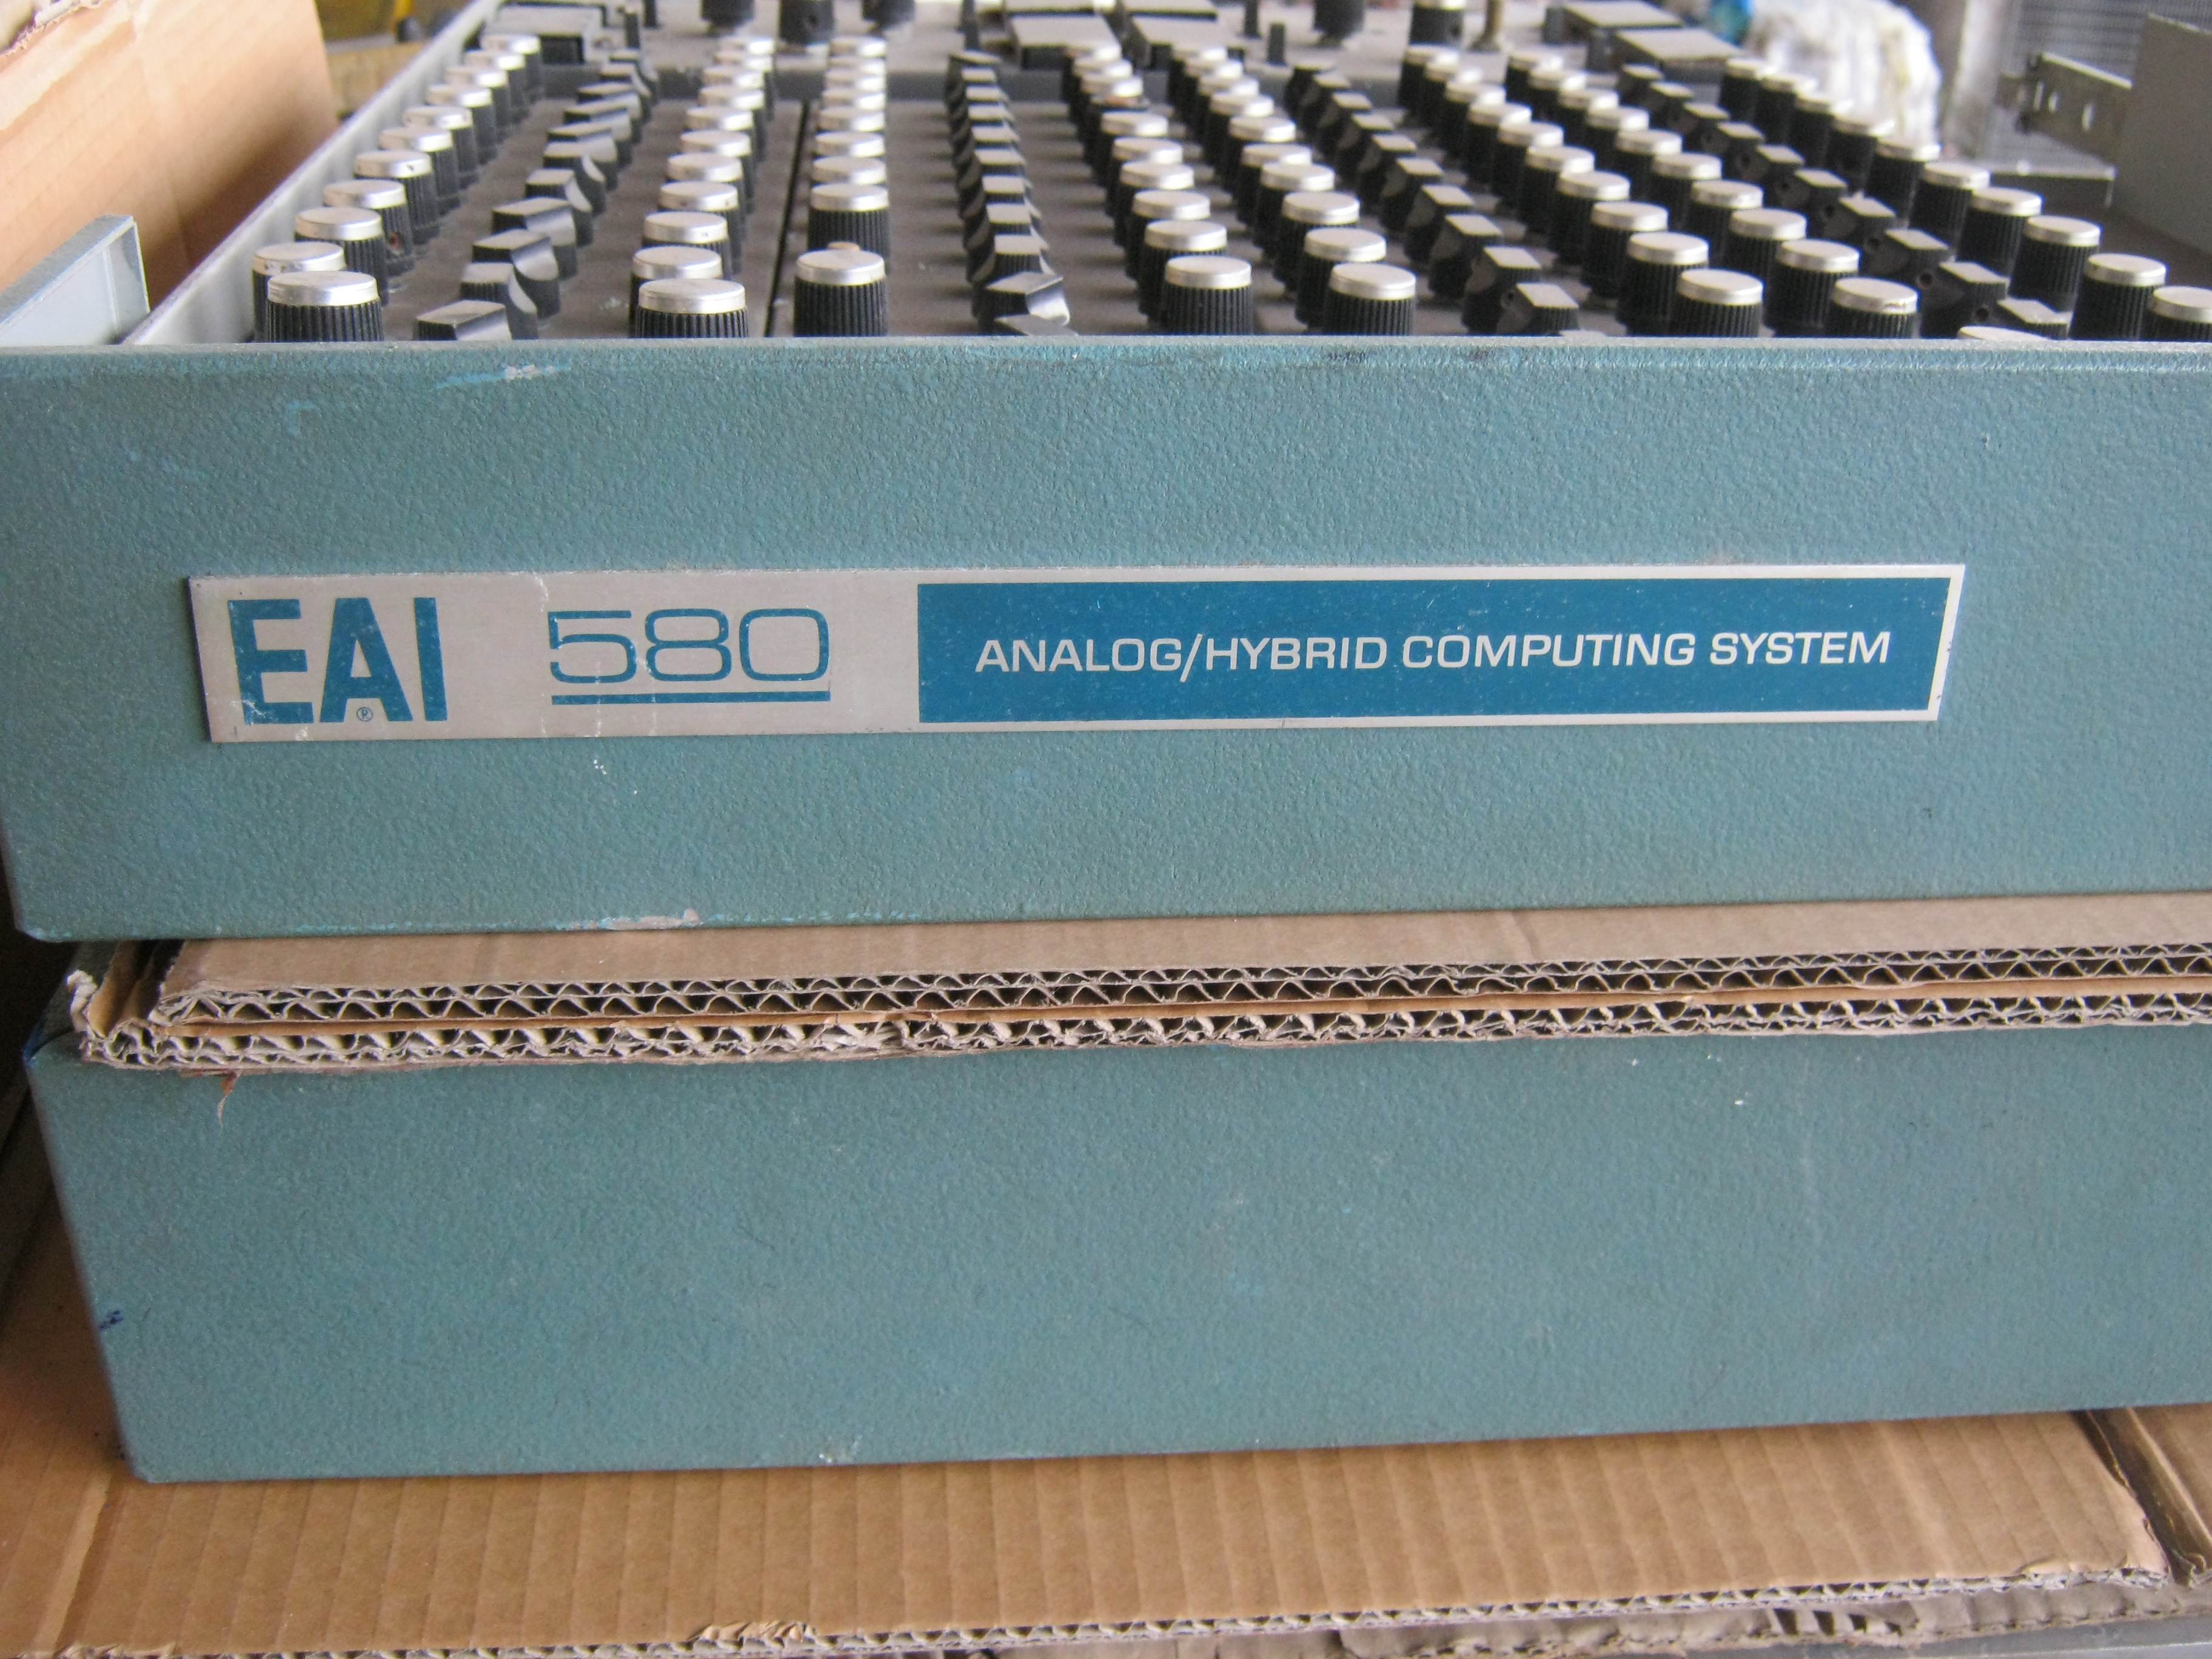 EAI® 580 ANALOG/HYBRID COMPUTING SYSTEM